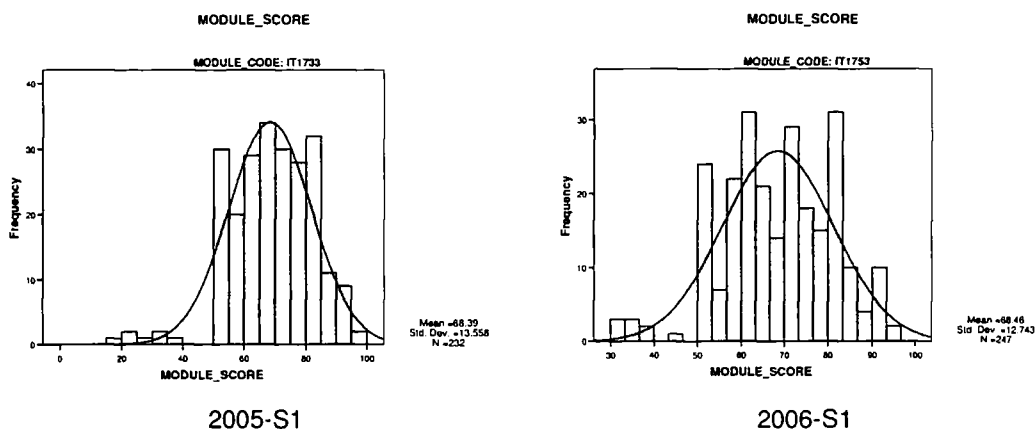 MODULE_SCORE
MODULE_CODE: IT1733
40
30
20
10
0
Frequency
0 20 40 60 80 100
MODULE_SCORE
Mean =68.39
Std. Dev. =13.558
N =232
2005-S1
MODULE_SCORE
MODULE_CODE: IT1753
30
20
10
0
Frequency
30 40 50 60 70 80 90 100
MODULE_SCORE
Mean =68.46
Std. Dev. =12.743
N =247
2006-S1